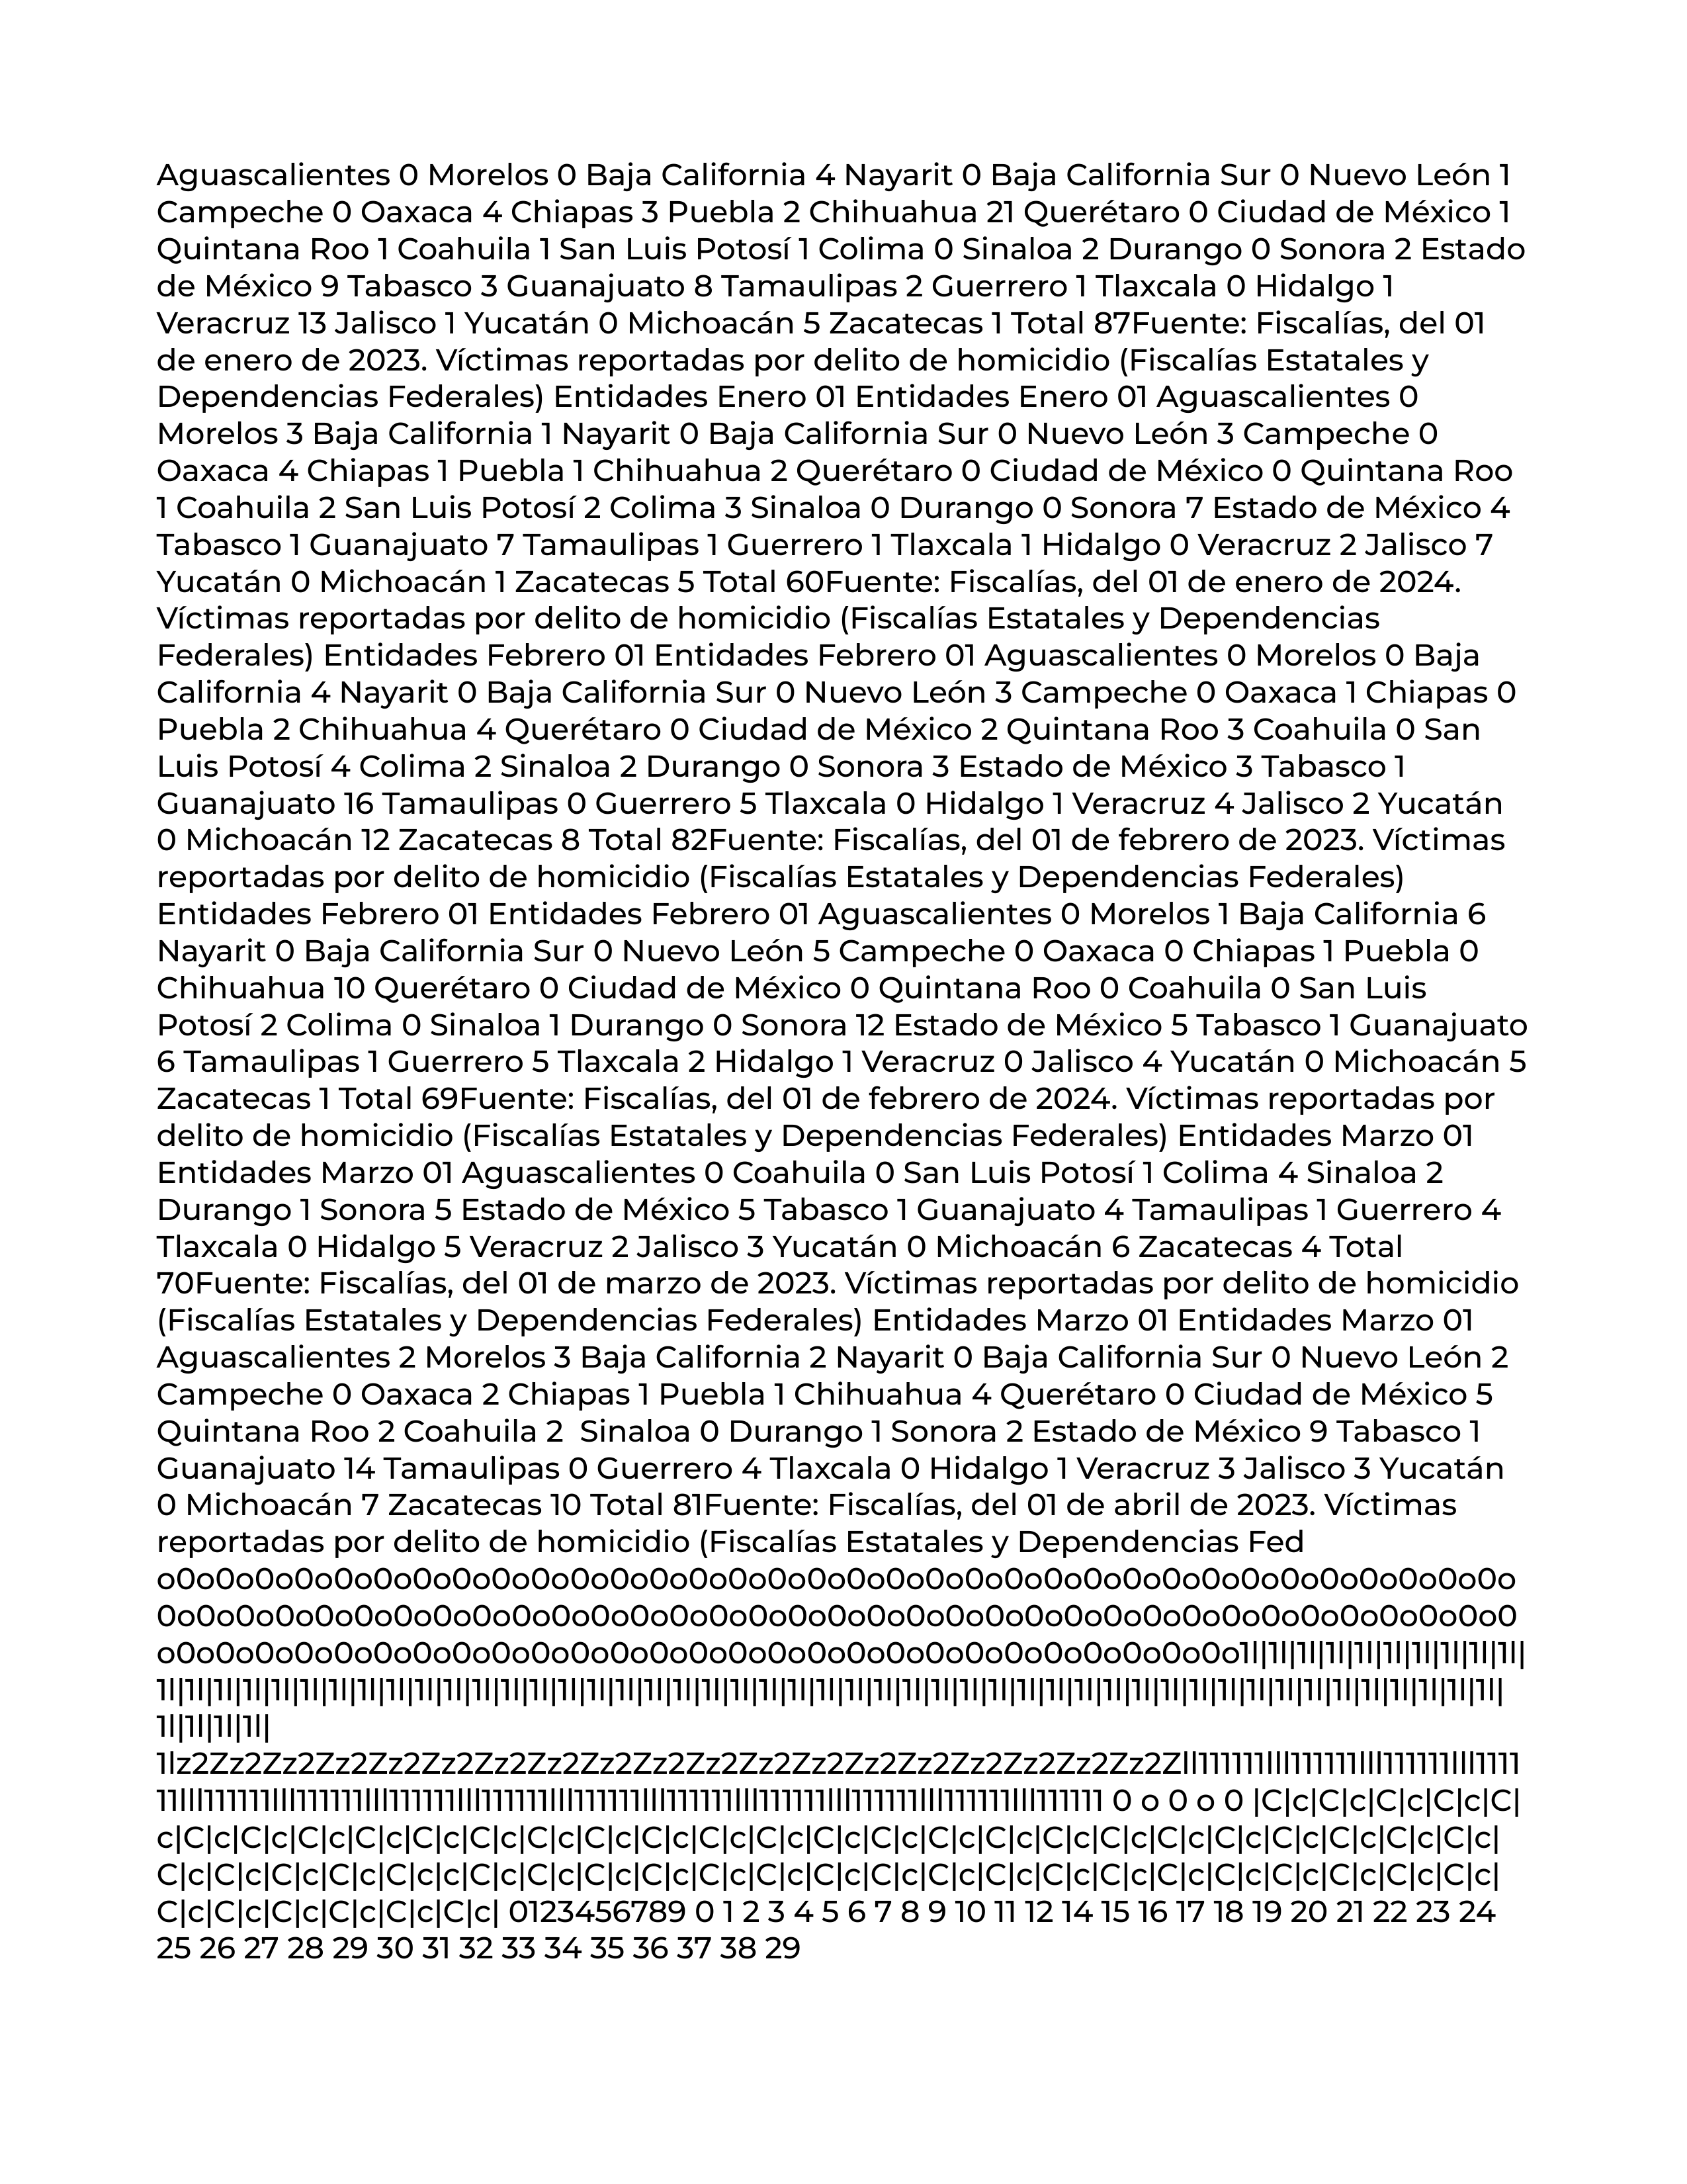 Aguascalientes 0 Morelos 0 Baja California 4 Nayarit 0 Baja California Sur 0 Nuevo León 1
Campeche 0 Oaxaca 4 Chiapas 3 Puebla 2 Chihuahua 21 Querétaro 0 Ciudad de México 1
Quintana Roo 1 Coahuila 1 San Luis Potosí 1 Colima 0 Sinaloa 2 Durango 0 Sonora 2 Estado
de México 9 Tabasco 3 Guanajuato 8 Tamaulipas 2 Guerrero 1 Tlaxcala 0 Hidalgo 1
Veracruz 13 Jalisco 1 Yucatán 0 Michoacán 5 Zacatecas 1 Total 87Fuente: Fiscalías, del 01
de enero de 2023. Víctimas reportadas por delito de homicidio (Fiscalías Estatales y
Dependencias Federales) Entidades Enero 01 Entidades Enero 01 Aguascalientes 0
Morelos 3 Baja California 1 Nayarit 0 Baja California Sur 0 Nuevo León 3 Campeche 0
Oaxaca 4 Chiapas 1 Puebla 1 Chihuahua 2 Querétaro 0 Ciudad de México 0 Quintana Roo
1 Coahuila 2 San Luis Potosí 2 Colima 3 Sinaloa 0 Durango 0 Sonora 7 Estado de México 4
Tabasco 1 Guanajuato 7 Tamaulipas 1 Guerrero 1 Tlaxcala 1 Hidalgo 0 Veracruz 2 Jalisco 7
Yucatán 0 Michoacán 1 Zacatecas 5 Total 60Fuente: Fiscalías, del 01 de enero de 2024.
Víctimas reportadas por delito de homicidio (Fiscalías Estatales y Dependencias
Federales) Entidades Febrero 01 Entidades Febrero 01 Aguascalientes 0 Morelos 0 Baja
California 4 Nayarit 0 Baja California Sur 0 Nuevo León 3 Campeche 0 Oaxaca 1 Chiapas 0
Puebla 2 Chihuahua 4 Querétaro 0 Ciudad de México 2 Quintana Roo 3 Coahuila 0 San
Luis Potosí 4 Colima 2 Sinaloa 2 Durango 0 Sonora 3 Estado de México 3 Tabasco 1
Guanajuato 16 Tamaulipas 0 Guerrero 5 Tlaxcala 0 Hidalgo 1 Veracruz 4 Jalisco 2 Yucatán
0 Michoacán 12 Zacatecas 8 Total 82Fuente: Fiscalías, del 01 de febrero de 2023. Víctimas
reportadas por delito de homicidio (Fiscalías Estatales y Dependencias Federales)
Entidades Febrero 01 Entidades Febrero 01 Aguascalientes 0 Morelos 1 Baja California 6
Nayarit 0 Baja California Sur 0 Nuevo León 5 Campeche 0 Oaxaca 0 Chiapas 1 Puebla 0
Chihuahua 10 Querétaro 0 Ciudad de México 0 Quintana Roo 0 Coahuila 0 San Luis
Potosí 2 Colima 0 Sinaloa 1 Durango 0 Sonora 12 Estado de México 5 Tabasco 1 Guanajuato
6 Tamaulipas 1 Guerrero 5 Tlaxcala 2 Hidalgo 1 Veracruz 0 Jalisco 4 Yucatán 0 Michoacán 5
Zacatecas 1 Total 69Fuente: Fiscalías, del 01 de febrero de 2024. Víctimas reportadas por
delito de homicidio (Fiscalías Estatales y Dependencias Federales) Entidades Marzo 01
Entidades Marzo 01 Aguascalientes 0 Coahuila 0 San Luis Potosí 1 Colima 4 Sinaloa 2
Durango 1 Sonora 5 Estado de México 5 Tabasco 1 Guanajuato 4 Tamaulipas 1 Guerrero 4
Tlaxcala 0 Hidalgo 5 Veracruz 2 Jalisco 3 Yucatán 0 Michoacán 6 Zacatecas 4 Total
70Fuente: Fiscalías, del 01 de marzo de 2023. Víctimas reportadas por delito de homicidio
(Fiscalías Estatales y Dependencias Federales) Entidades Marzo 01 Entidades Marzo 01
Aguascalientes 2 Morelos 3 Baja California 2 Nayarit 0 Baja California Sur 0 Nuevo León 2
Campeche 0 Oaxaca 2 Chiapas 1 Puebla 1 Chihuahua 4 Querétaro 0 Ciudad de México 5
Quintana Roo 2 Coahuila 2  Sinaloa 0 Durango 1 Sonora 2 Estado de México 9 Tabasco 1
Guanajuato 14 Tamaulipas 0 Guerrero 4 Tlaxcala 0 Hidalgo 1 Veracruz 3 Jalisco 3 Yucatán
0 Michoacán 7 Zacatecas 10 Total 81Fuente: Fiscalías, del 01 de abril de 2023. Víctimas
reportadas por delito de homicidio (Fiscalías Estatales y Dependencias Fed
o0o0o0o0o0o0o0o0o0o0o0o0o0o0o0o0o0o0o0o0o0o0o0o0o0o0o0o0o0o0o0o0o0o0o
0o0o0o0o0o0o0o0o0o0o0o0o0o0o0o0o0o0o0o0o0o0o0o0o0o0o0o0o0o0o0o0o0o0o0
o0o0o0o0o0o0o0o0o0o0o0o0o0o0o0o0o0o0o0o0o0o0o0o0o0o0o0o1l|1l|1l|1l|1l|1l|1l|1l|1l|1l|
1l|1l|1l|1l|1l|1l|1l|1l|1l|1l|1l|1l|1l|1l|1l|1l|1l|1l|1l|1l|1l|1l|1l|1l|1l|1l|1l|1l|1l|1l|1l|1l|1l|1l|1l|1l|1l|1l|1l|1l|1l|1l|1l|1l|1l|1l|1l|
1l|1l|1l|1l|
1lz2Zz2Zz2Zz2Zz2Zz2Zz2Zz2Zz2Zz2Zz2Zz2Zz2Zz2Zz2Zz2Zz2Zz2Zz2Zll111111lll111111lll111111lll1111
11lll111111lll111111lll111111lll111111lll111111lll111111lll111111lll111111lll111111lll111111 0 o 0 o 0 |C|c|C|c|C|c|C|c|C|
c|C|c|C|c|C|c|C|c|C|c|C|c|C|c|C|c|C|c|C|c|C|c|C|c|C|c|C|c|C|c|C|c|C|c|C|c|C|c|C|c|C|c|C|c|C|c|
C|c|C|c|C|c|C|c|C|c|c|C|c|C|c|C|c|C|c|C|c|C|c|C|c|C|c|C|c|C|c|C|c|C|c|C|c|C|c|C|c|C|c|C|c|C|c|
C|c|C|c|C|c|C|c|C|c|C|c| 0123456789 0 1 2 3 4 5 6 7 8 9 10 11 12 14 15 16 17 18 19 20 21 22 23 24
25 26 27 28 29 30 31 32 33 34 35 36 37 38 29